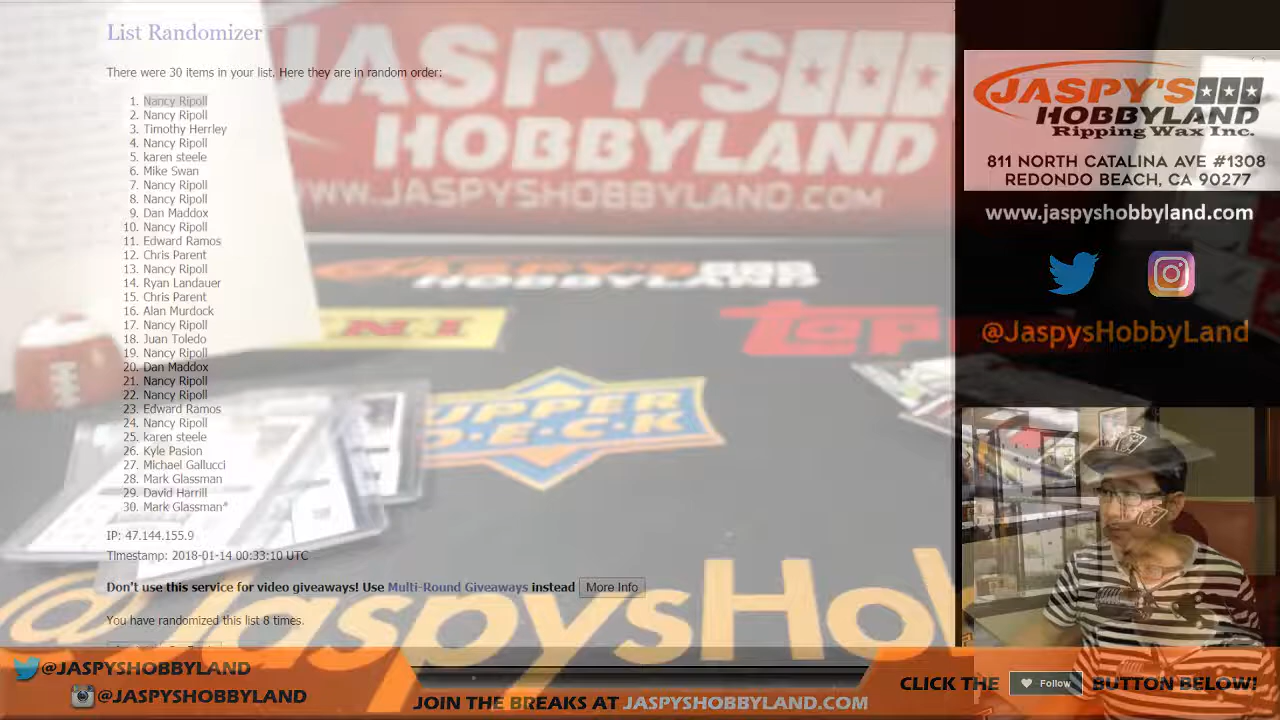 List Randomizer
There were 30 items in your list. Here they are in random order:
1. Nancy Ripoll
2. Nancy Ripoll
3. Timothy Herrley
4. Nancy Ripoll
5. karen steele
6. Mike Swan
7. Nancy Ripoll
8. Nancy Ripoll
9. Dan Maddox
10. Nancy Ripoll
11. Edward Ramos
12. Chris Parent
13. Nancy Ripoll
14. Ryan Landauer
15. Chris Parent
16. Alan Murdock
17. Nancy Ripoll
18. Juan Toledo
19. Nancy Ripoll
20. Dan Maddox
21. Nancy Ripoll
22. Nancy Ripoll
23. Edward Ramos
24. Nancy Ripoll
25. karen steele
26. Kyle Pasion
27. Michael Gallucci
28. Mark Glassman
29. David Harrill
30. Mark Glassman*
IP: 47.144.155.9
Timestamp: 2018-01-14 00:33:10 UTC
Don't use this service for video giveaways! Use Multi-Round Giveaways instead More Info
You have randomized this list 8 times.
JASPY'S
HOBBYLAND
WWW.JASPYSHOBBYLAND.COM
HOBBYLAND
UPPER
D·E·C·K
@JaspysHo
JASPY'S
HOBBYLAND
Ripping Wax Inc.
811 NORTH CATALINA AVE #1308
REDONDO BEACH, CA 90277
www.jaspyshobbyland.com
@JaspysHobbyLand
@JASPYSHOBBYLAND
@JASPYSHOBBYLAND
JOIN THE BREAKS AT JASPYSHOBBYLAND.COM
CLICK THE Follow BUTTON BELOW!